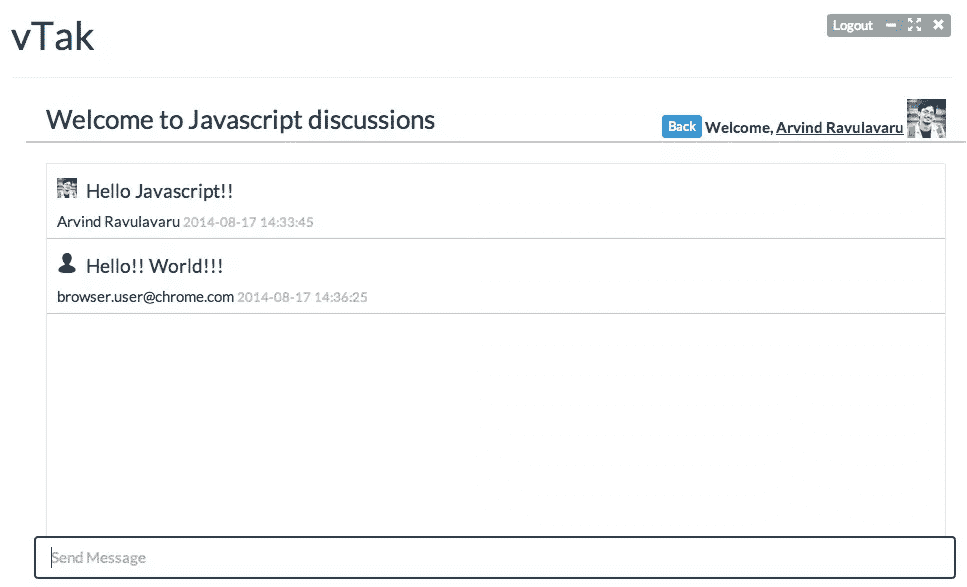 vTak
Logout
Welcome to Javascript discussions
Back Welcome, Arvind Ravulavaru
Hello Javascript!!
Arvind Ravulavaru 2014-08-17 14:33:45
Hello!! World!!!
browser.user@chrome.com 2014-08-17 14:36:25
Send Message